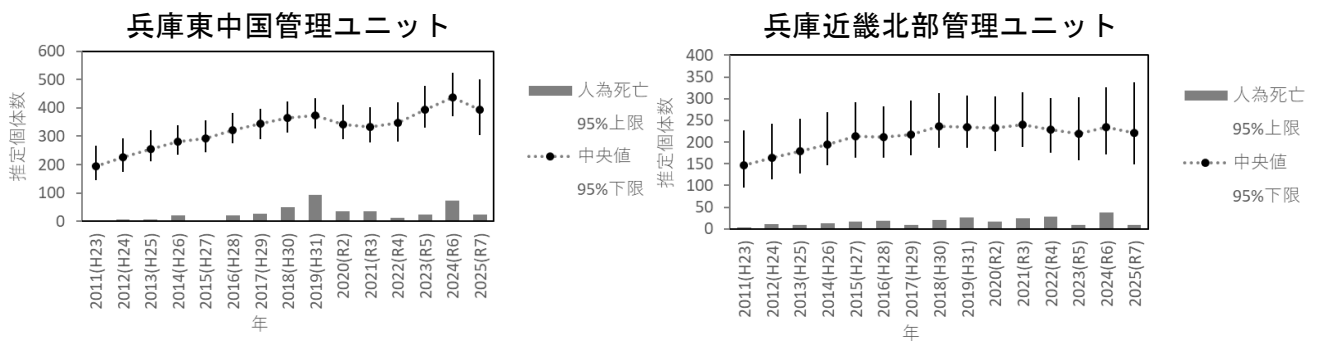 兵庫東中国管理ユニット
600
500
400
300
200
100
0
推定個体数
2011(H23)
2012(H24)
2013(H25)
2014(H26)
2015(H27)
2016(H28)
2017(H29)
2018(H30)
2019(H31)
2020(R2)
2021(R3)
2022(R4)
2023(R5)
2024(R6)
2025(R7)
年
人為死亡
95%上限
中央値
95%下限
兵庫近畿北部管理ユニット
400
350
300
250
200
150
100
50
0
推定個体数
2011(H23)
2012(H24)
2013(H25)
2014(H26)
2015(H27)
2016(H28)
2017(H29)
2018(H30)
2019(H31)
2020(R2)
2021(R3)
2022(R4)
2023(R5)
2024(R6)
2025(R7)
年
人為死亡
95%上限
中央値
95%下限